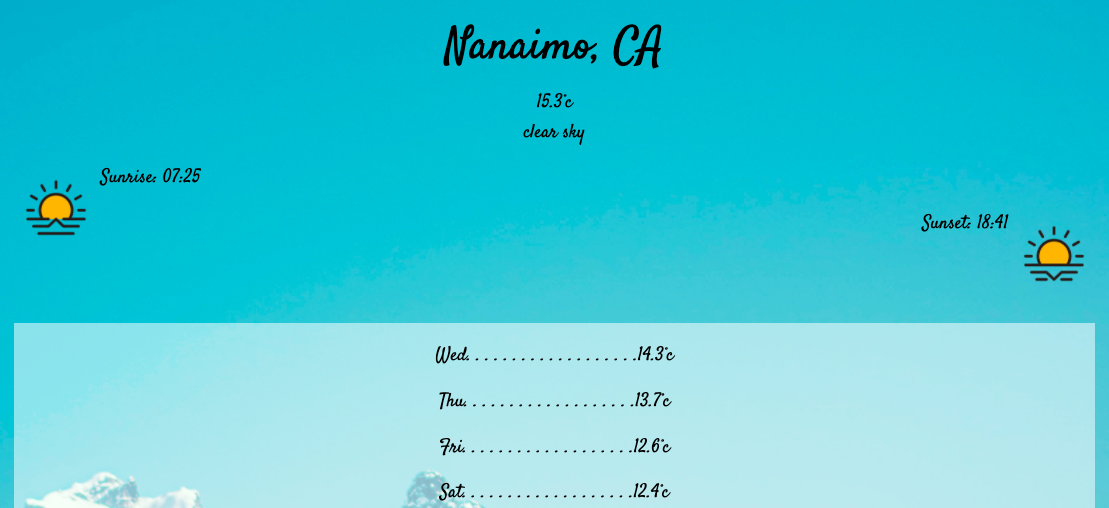 Nanaimo, CA
15.3°c
clear sky
Sunrise: 07:25
Sunset: 18:41
Wed. . . . . . . . . . . . . . . . . .14.3°c
Thu. . . . . . . . . . . . . . . . . .13.7°c
Fri. . . . . . . . . . . . . . . . . .12.6°c
Sat. . . . . . . . . . . . . . . . . .12.4°c